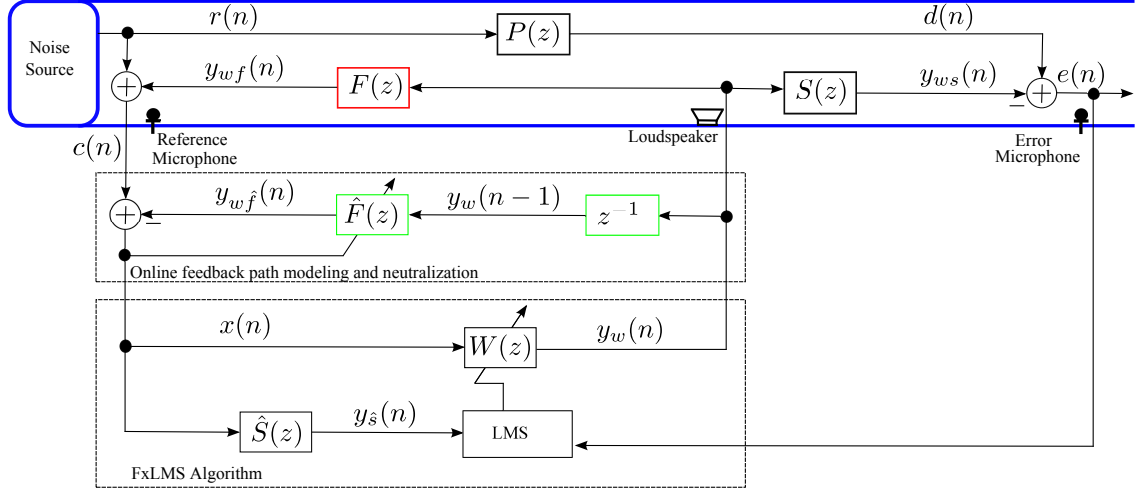 r(n)
d(n)
Noise
Source
P(z)
y_{wf}(n)
F(z)
S(z)
y_{ws}(n)
e(n)
+
+
−
Reference
Microphone
Loudspeaker
Error
Microphone
c(n)
y_{w\hat{f}}(n)
\hat{F}(z)
y_w(n−1)
z^{−1}
+
−
Online feedback path modeling and neutralization
x(n)
W(z)
y_w(n)
\hat{S}(z)
y_{\hat{s}}(n)
LMS
FxLMS Algorithm